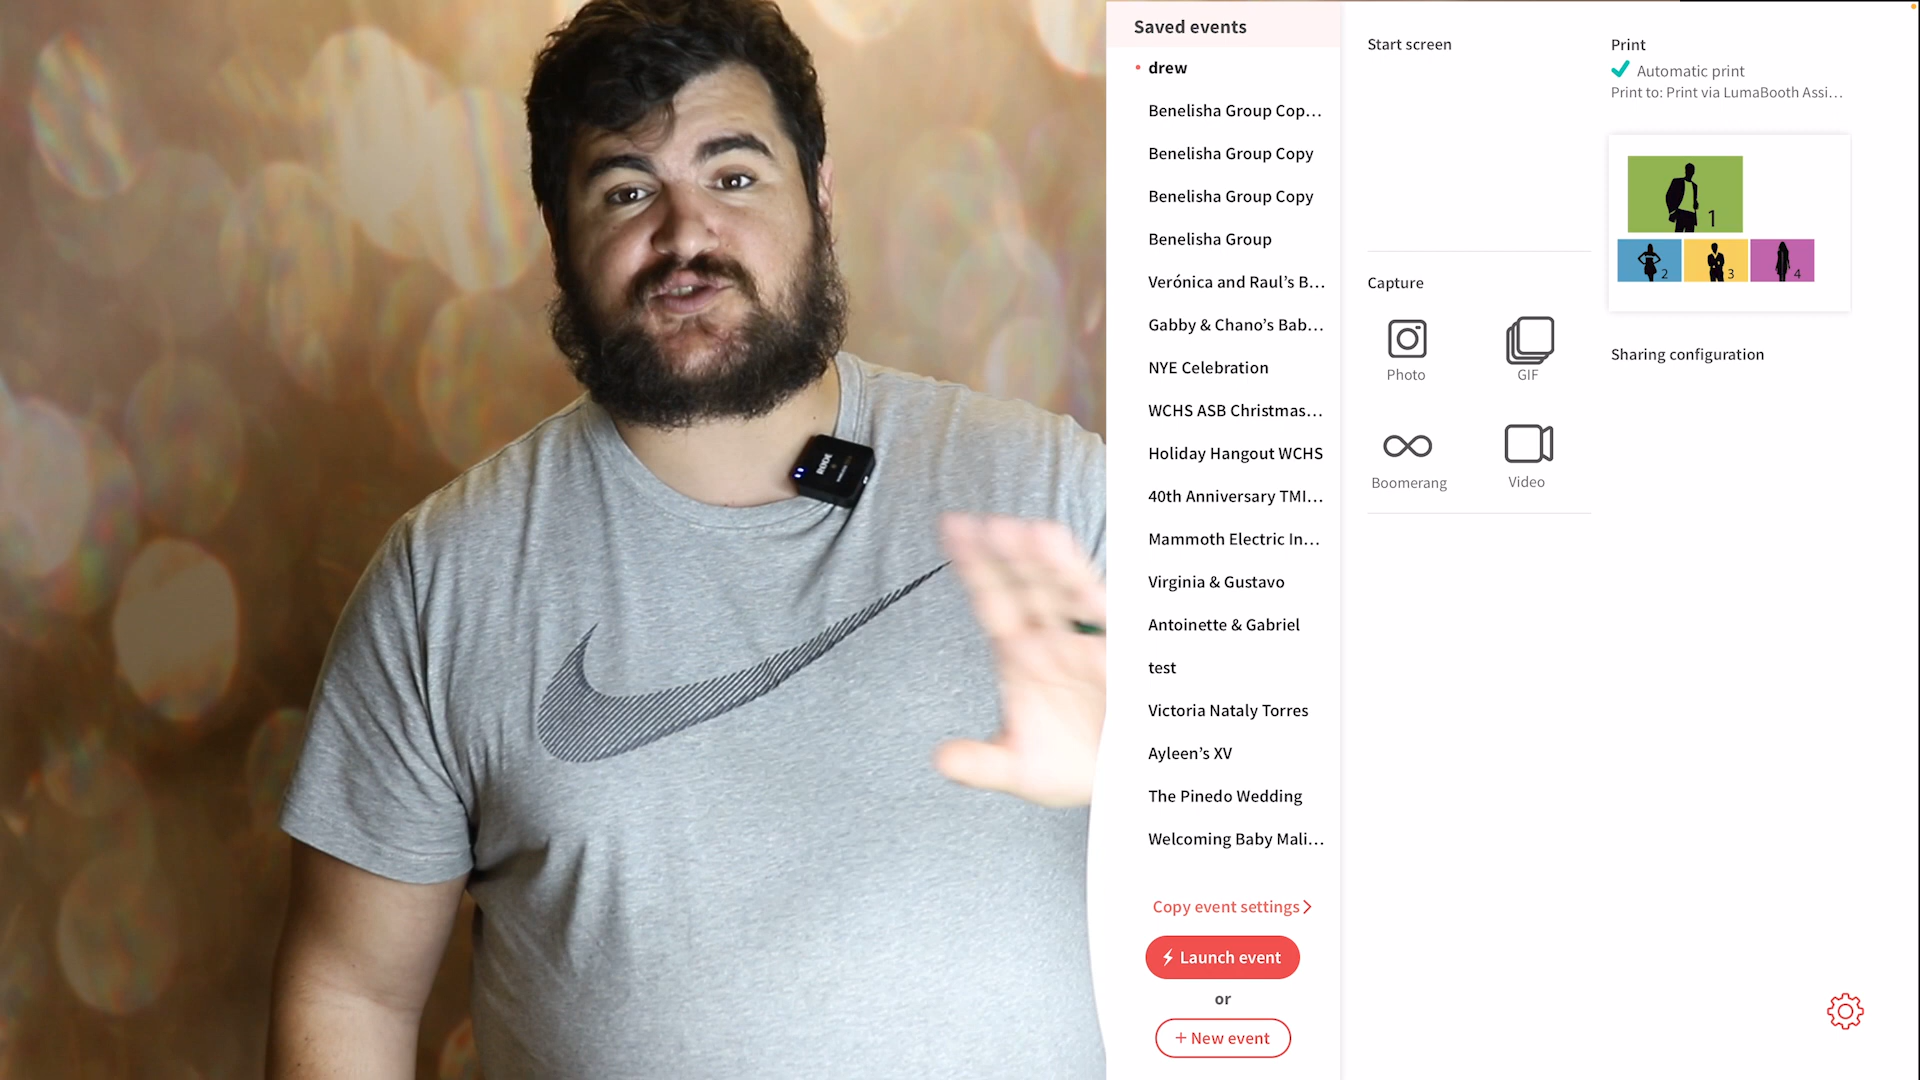 Saved events
drew
Benelisha Group Cop...
Benelisha Group Copy
Benelisha Group Copy
Benelisha Group
Verónica and Raul’s B...
Gabby & Chano’s Bab...
NYE Celebration
WCHS ASB Christmas...
Holiday Hangout WCHS
40th Anniversary TMI...
Mammoth Electric In...
Virginia & Gustavo
Antoinette & Gabriel
test
Victoria Nataly Torres
Ayleen’s XV
The Pinedo Wedding
Welcoming Baby Mali...
Copy event settings
Launch event
or
+ New event
Start screen
Capture
Photo
GIF
Boomerang
Video
Print
Automatic print
Print to: Print via LumaBooth Assi...
1
2
3
4
Sharing configuration
RØDE